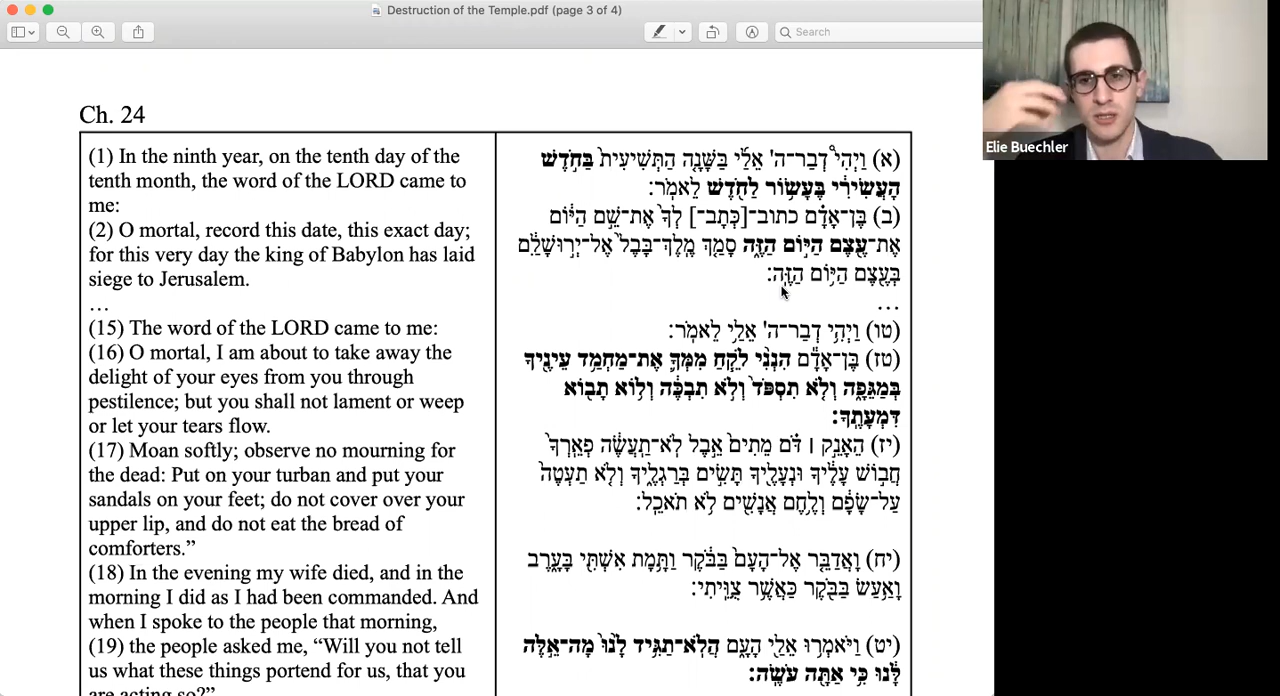 Destruction of the Temple.pdf (page 3 of 4)
Search
Elie Buechler
Ch. 24
(1) In the ninth year, on the tenth day of the
tenth month, the word of the LORD came to
me:
(2) O mortal, record this date, this exact day;
for this very day the king of Babylon has laid
siege to Jerusalem.
…
(15) The word of the LORD came to me:
(16) O mortal, I am about to take away the
delight of your eyes from you through
pestilence; but you shall not lament or weep
or let your tears flow.
(17) Moan softly; observe no mourning for
the dead: Put on your turban and put your
sandals on your feet; do not cover over your
upper lip, and do not eat the bread of
comforters.”
(18) In the evening my wife died, and in the
morning I did as I had been commanded. And
when I spoke to the people that morning,
(19) the people asked me, “Will you not tell
us what these things portend for us, that you
are acting so?”
(א) וַיְהִי֩ דְבַר־ה' אֵלַ֜י בַּשָּׁנָ֤ה הַתְּשִׁיעִית֙ בַּחֹ֣דֶשׁ
הָעֲשִׂירִ֔י בֶּעָשׂ֥וֹר לַחֹ֖דֶשׁ לֵאמֹֽר׃
(ב) בֶּן־אָדָ֗ם כתוב־[כְּתׇב־] לְךָ֙ אֶת־שֵׁ֣ם הַיּ֔וֹם
אֶת־עֶ֖צֶם הַיּ֣וֹם הַזֶּ֑ה סָמַ֤ךְ מֶֽלֶךְ־בָּבֶל֙ אֶל־יְר֣וּשָׁלַ֔͏ִם
בְּעֶ֖צֶם הַיּ֥וֹם הַזֶּֽה׃
…
(טו) וַיְהִ֥י דְבַר־ה' אֵלַ֥י לֵאמֹֽר׃
(טז) בֶּן־אָדָ֕ם הִנְנִ֨י לֹקֵ֧חַ מִמְּךָ֛ אֶת־מַחְמַ֥ד עֵינֶ֖יךָ
בְּמַגֵּפָ֑ה וְלֹ֤א תִסְפֹּד֙ וְלֹ֣א תִבְכֶּ֔ה וְל֥וֹא תָב֖וֹא
דִּמְעָתֶֽךָ׃
(יז) הֵאָנֵ֣ק ׀ דֹּ֗ם מֵתִים֙ אֵ֣בֶל לֹֽא־תַעֲשֶׂ֔ה פְאֵֽרְךָ֙
חֲב֣וֹשׁ עָלֶ֔יךָ וּנְעָלֶ֖יךָ תָּשִׂ֣ים בְּרַגְלֶ֑יךָ וְלֹ֤א תַעְטֶה֙
עַל־שָׂפָ֔ם וְלֶ֥חֶם אֲנָשִׁ֖ים לֹ֥א תֹאכֵֽל׃
(יח) וָאֲדַבֵּ֤ר אֶל־הָעָם֙ בַּבֹּ֔קֶר וַתָּ֥מׇת אִשְׁתִּ֖י בָּעָ֑רֶב
וָאַ֥עַשׂ בַּבֹּ֖קֶר כַּאֲשֶׁ֥ר צֻוֵּֽיתִי׃
(יט) וַיֹּאמְר֥וּ אֵלַ֖י הָעָ֑ם הֲלֹֽא־תַגִּ֥יד לָ֙נוּ֙ מָה־אֵ֣לֶּה
לָּ֔נוּ כִּ֥י אַתָּ֖ה עֹשֶֽׂה׃